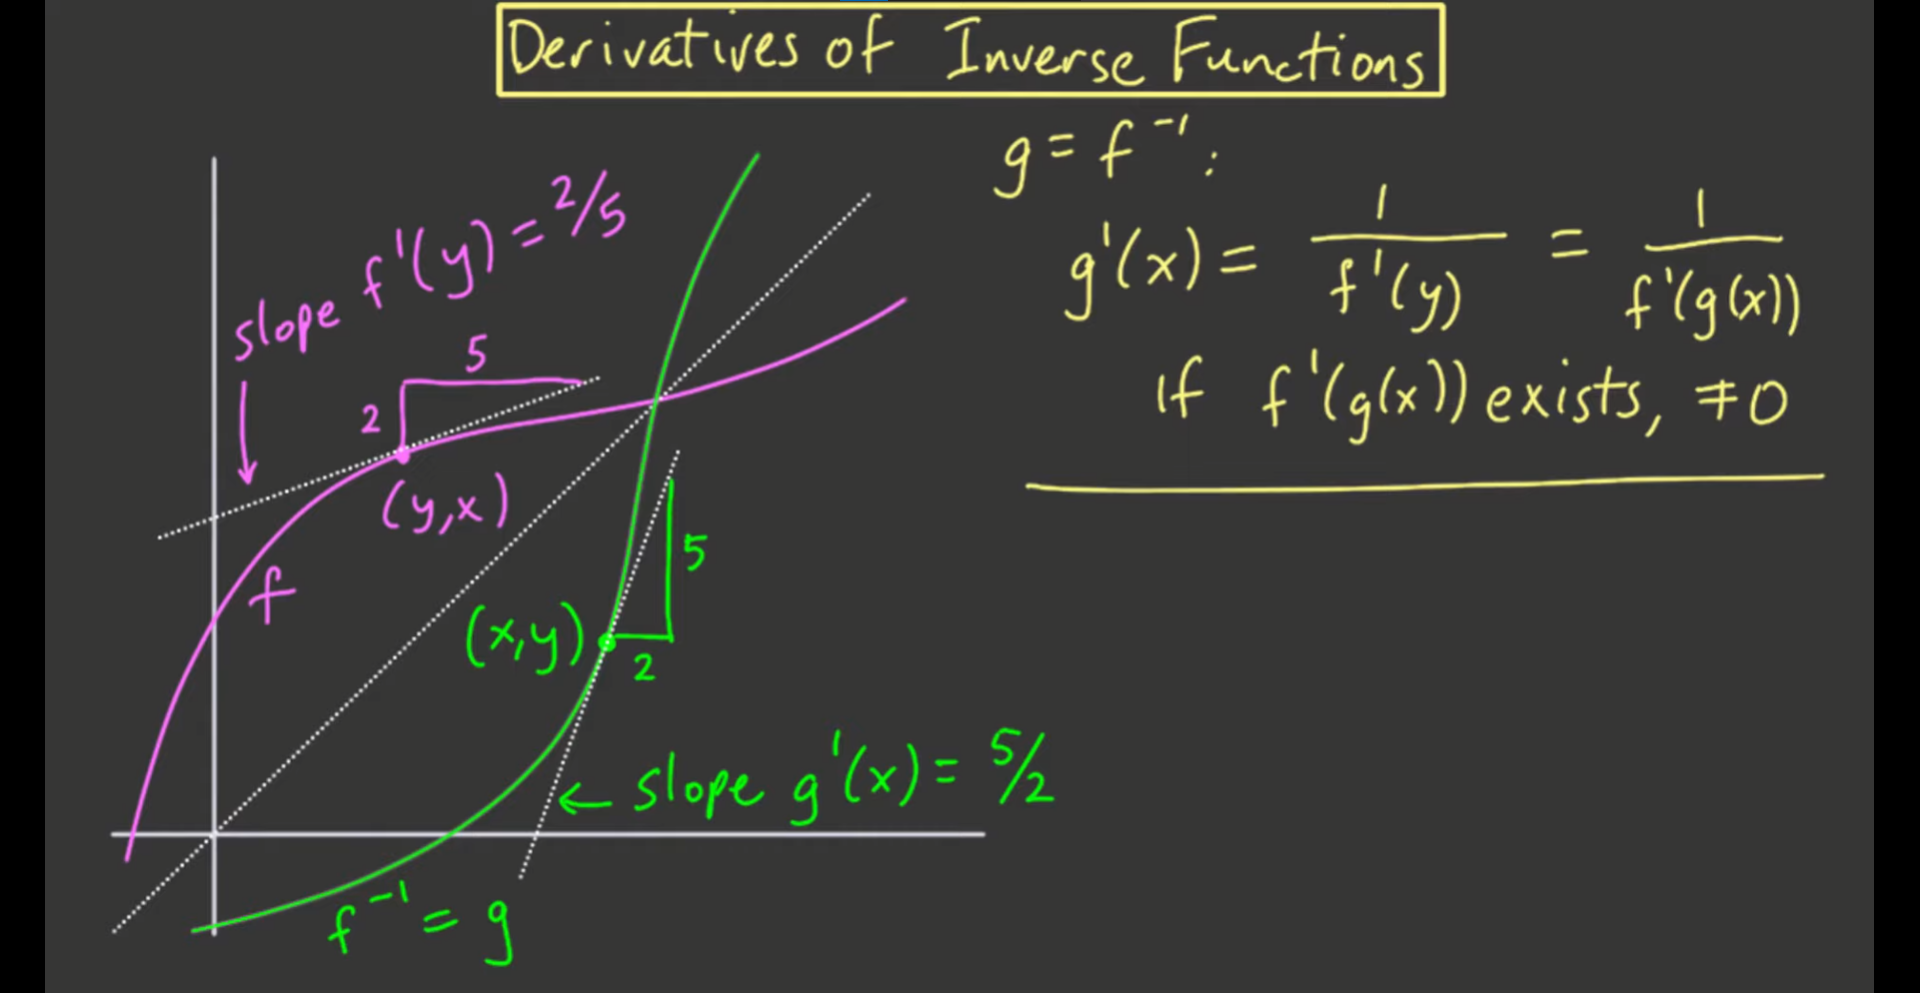 Derivatives of Inverse Functions
g = f⁻¹:
g'(x) = 1/f'(y) = 1/f'(g(x))
if f'(g(x)) exists, ≠0
slope f'(y) = 2/5
5
2
(y,x)
f
5
(x,y)
2
← slope g'(x) = 5/2
f⁻¹ = g